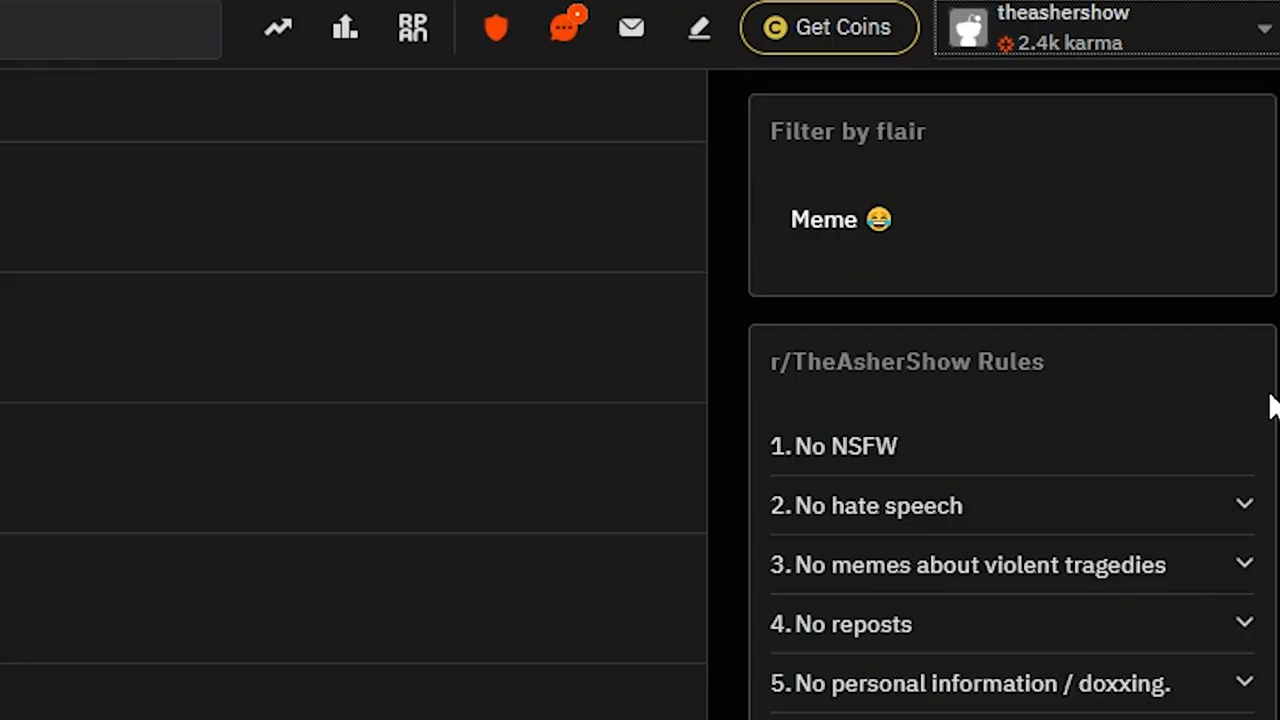 RPAN
Get Coins
theashershow
2.4k karma
Filter by flair
Meme 😂
r/TheAsherShow Rules
1. No NSFW
2. No hate speech
3. No memes about violent tragedies
4. No reposts
5. No personal information / doxxing.